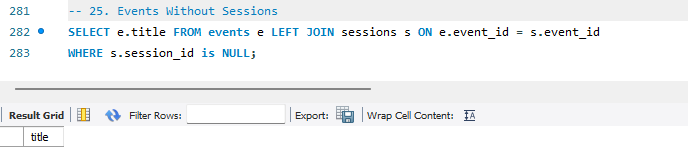 281 -- 25. Events Without Sessions
282 SELECT e.title FROM events e LEFT JOIN sessions s ON e.event_id = s.event_id
283 WHERE s.session_id is NULL;
Result Grid Filter Rows: Export: Wrap Cell Content: IA
title